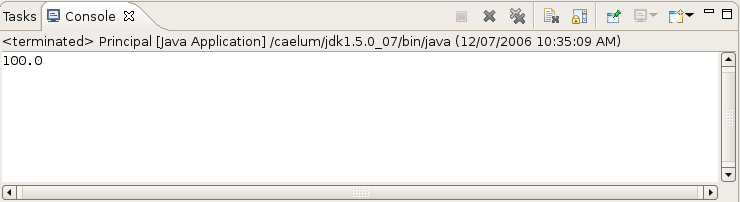 Tasks Console
<terminated> Principal [Java Application] /caelum/jdk1.5.0_07/bin/java (12/07/2006 10:35:09 AM)
100.0